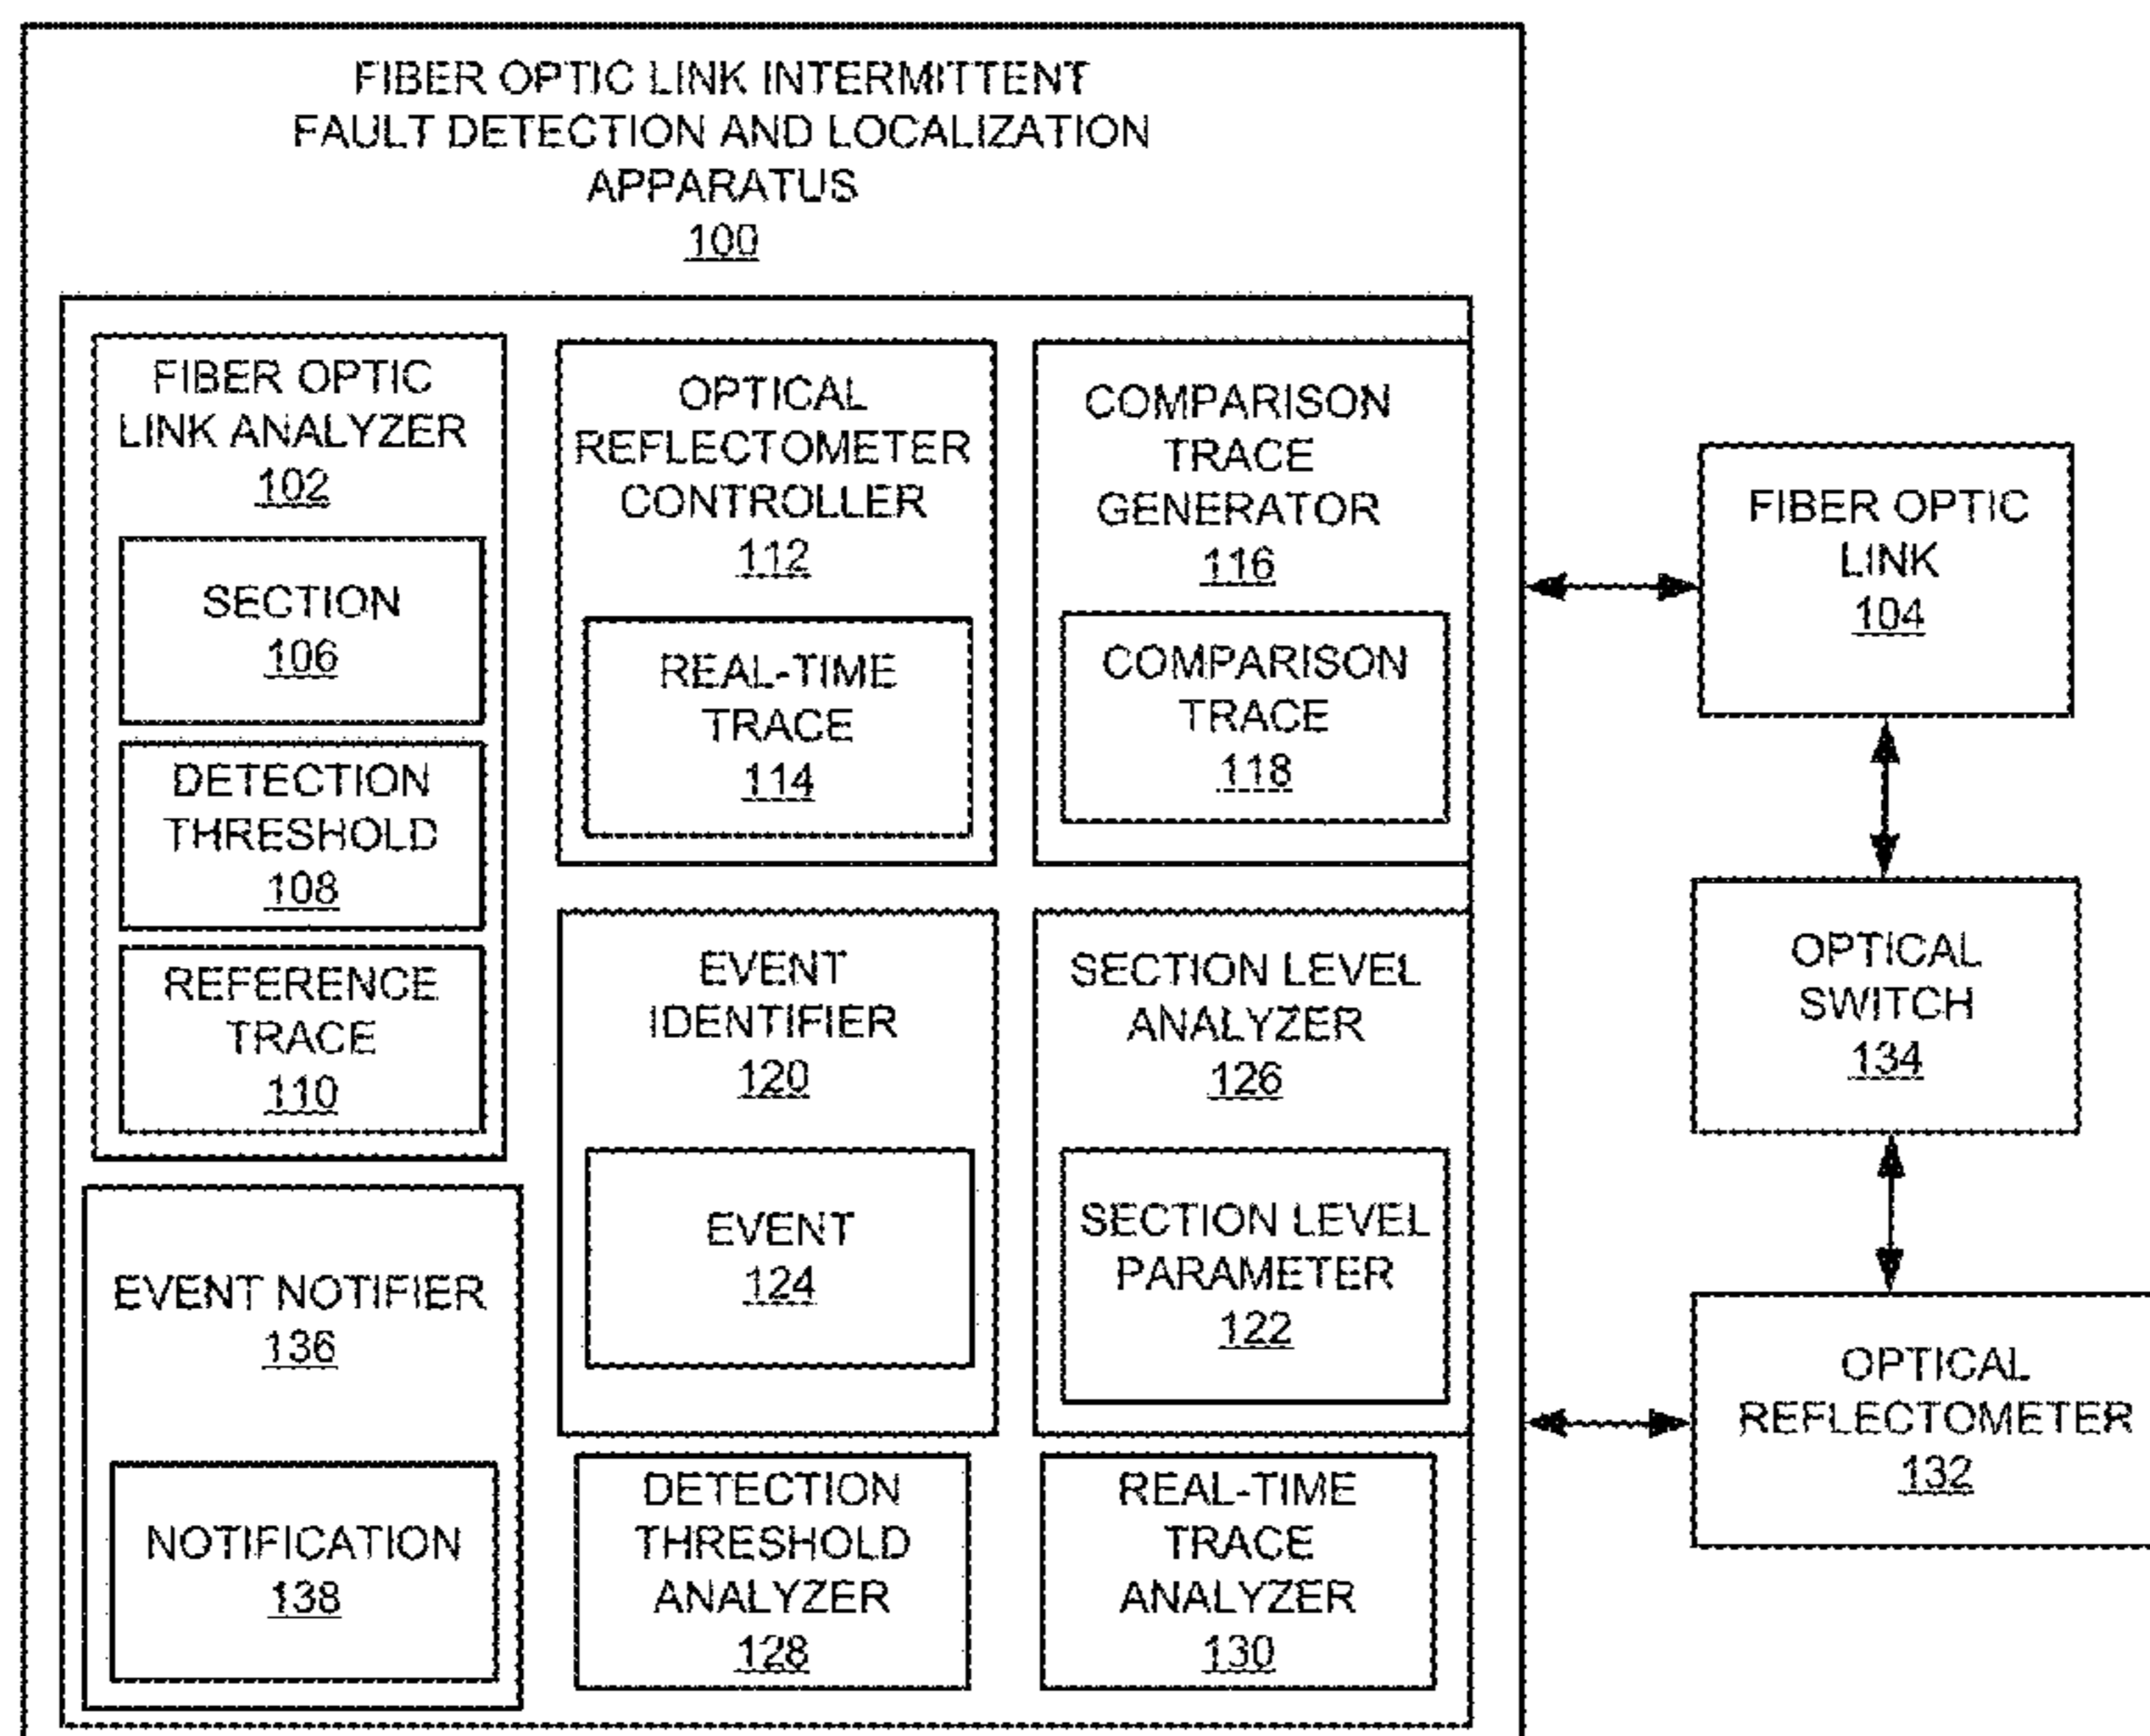 FIBER OPTIC LINK INTERMITTENT
FAULT DETECTION AND LOCALIZATION
APPARATUS
100
FIBER OPTIC
LINK ANALYZER
102
SECTION
106
DETECTION
THRESHOLD
108
REFERENCE
TRACE
110
OPTICAL
REFLECTOMETER
CONTROLLER
112
REAL-TIME
TRACE
114
COMPARISON
TRACE
GENERATOR
116
COMPARISON
TRACE
118
EVENT
IDENTIFIER
120
EVENT
124
SECTION LEVEL
ANALYZER
126
SECTION LEVEL
PARAMETER
122
EVENT NOTIFIER
136
NOTIFICATION
138
DETECTION
THRESHOLD
ANALYZER
128
REAL-TIME
TRACE
ANALYZER
130
FIBER OPTIC
LINK
104
OPTICAL
SWITCH
134
OPTICAL
REFLECTOMETER
132